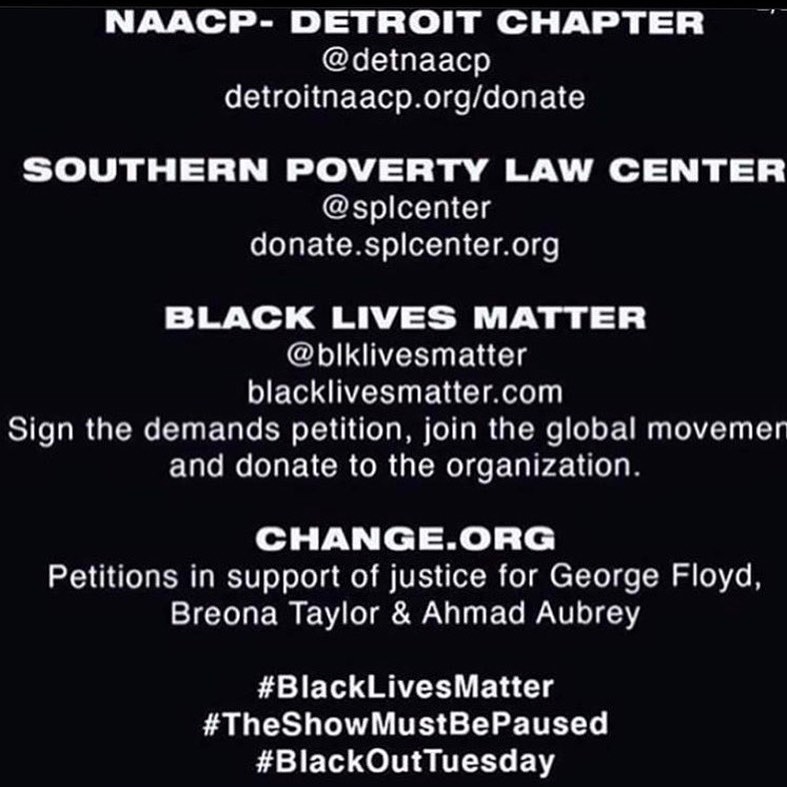 NAACP- DETROIT CHAPTER
@detnaacp
detroitnaacp.org/donate
SOUTHERN POVERTY LAW CENTER
@splcenter
donate.splcenter.org
BLACK LIVES MATTER
@blklivesmatter
blacklivesmatter.com
Sign the demands petition, join the global movemen
and donate to the organization.
CHANGE.ORG
Petitions in support of justice for George Floyd,
Breona Taylor & Ahmad Aubrey
#BlackLivesMatter
#TheShowMustBePaused
#BlackOutTuesday